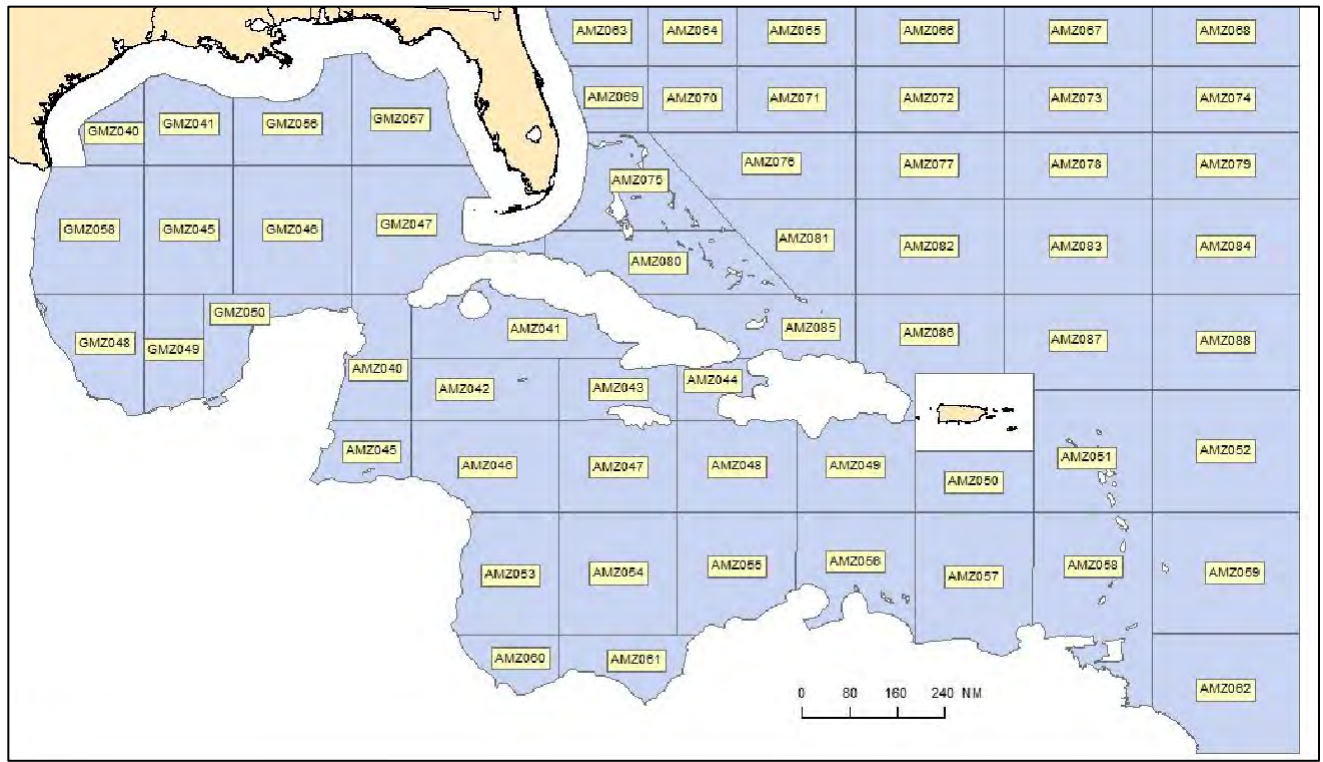 AMZ063 AMZ064 AMZ065 AMZ066 AMZ067 AMZ068
AMZ069 AMZ070 AMZ071 AMZ072 AMZ073 AMZ074
GMZ040 GMZ041 GMZ056 GMZ057
AMZ075 AMZ076 AMZ077 AMZ078 AMZ079
GMZ058 GMZ045 GMZ046 GMZ047
AMZ080 AMZ081 AMZ082 AMZ083 AMZ084
GMZ048 GMZ049 GMZ050
AMZ041 AMZ085 AMZ086 AMZ087 AMZ088
AMZ040 AMZ042 AMZ043 AMZ044
AMZ045 AMZ046 AMZ047 AMZ048 AMZ049 AMZ050 AMZ051 AMZ052
AMZ053 AMZ054 AMZ055 AMZ056 AMZ057 AMZ058 AMZ059
AMZ060 AMZ061 AMZ062
0 80 160 240 NM